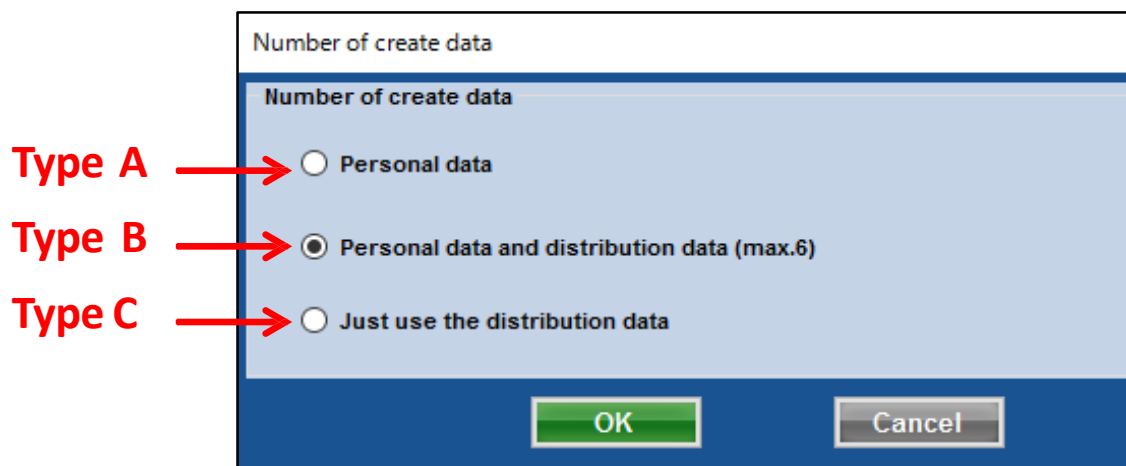 Number of create data
Number of create data
Type A
Personal data
Type B
Personal data and distribution data (max.6)
Type C
Just use the distribution data
OK
Cancel